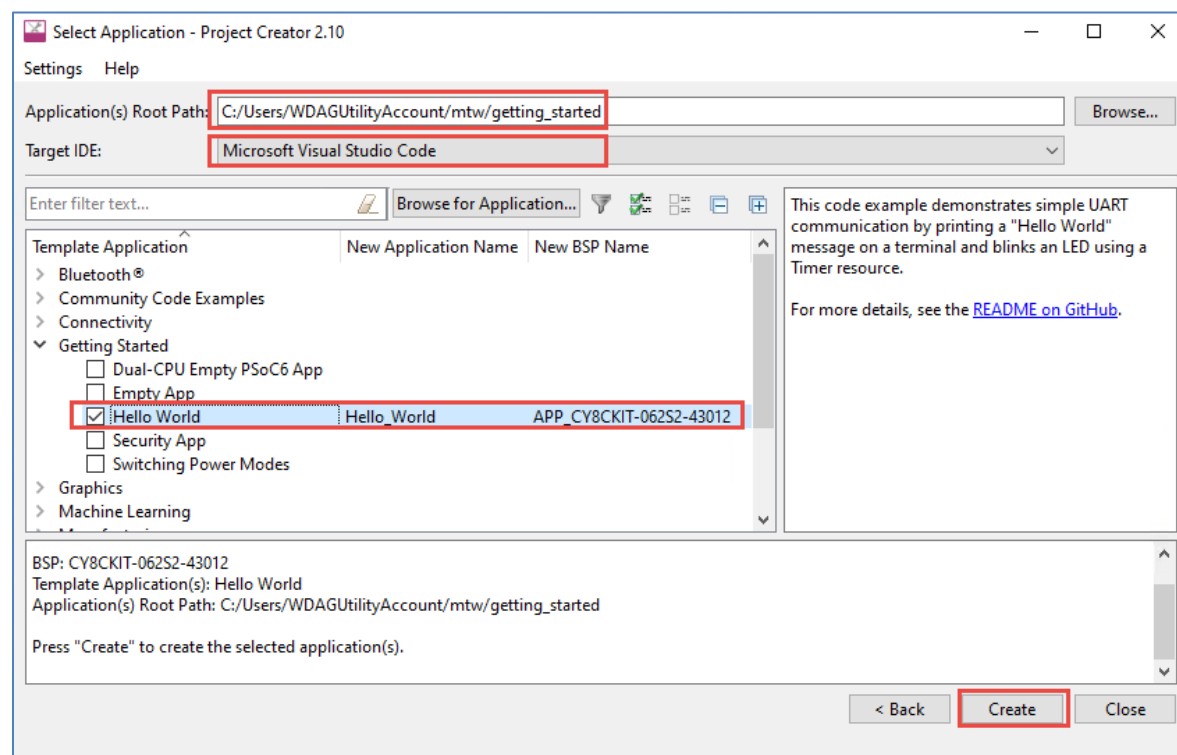 Select Application - Project Creator 2.10
Settings Help
Application(s) Root Path: C:/Users/WDAGUtilityAccount/mtw/getting_started Browse...
Target IDE: Microsoft Visual Studio Code
Enter filter text... Browse for Application...
Template Application New Application Name New BSP Name
Bluetooth®
Community Code Examples
Connectivity
Getting Started
Dual-CPU Empty PSoC6 App
Empty App
Hello World Hello_World APP_CY8CKIT-062S2-43012
Security App
Switching Power Modes
Graphics
Machine Learning
This code example demonstrates simple UART
communication by printing a "Hello World"
message on a terminal and blinks an LED using a
Timer resource.
For more details, see the README on GitHub.
BSP: CY8CKIT-062S2-43012
Template Application(s): Hello World
Application(s) Root Path: C:/Users/WDAGUtilityAccount/mtw/getting_started
Press "Create" to create the selected application(s).
< Back Create Close